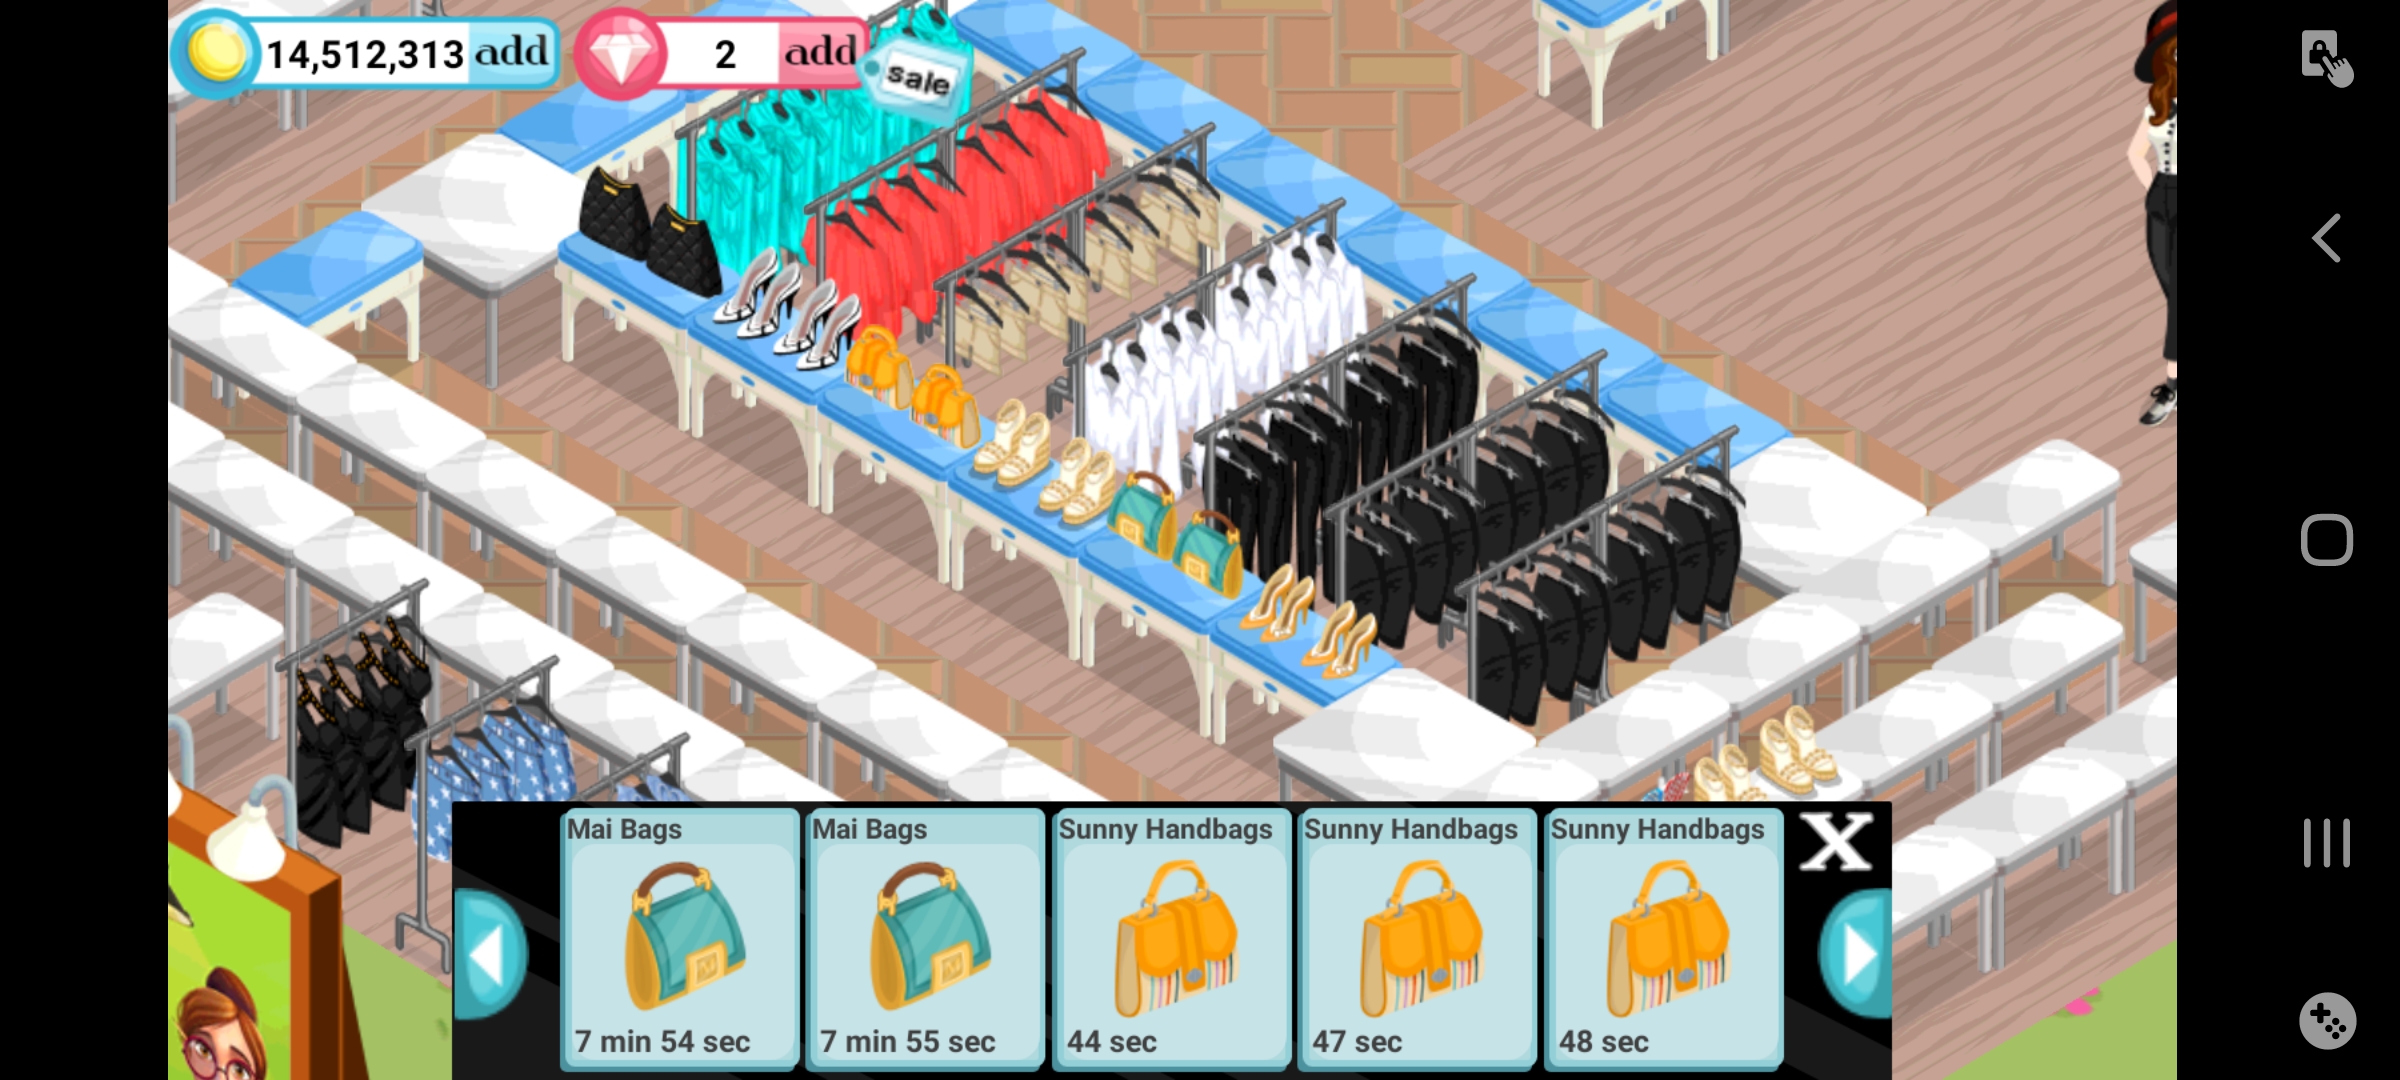 14,512,313 add
2 add
sale
Mai Bags
7 min 54 sec
Mai Bags
7 min 55 sec
Sunny Handbags
44 sec
Sunny Handbags
47 sec
Sunny Handbags
48 sec
X